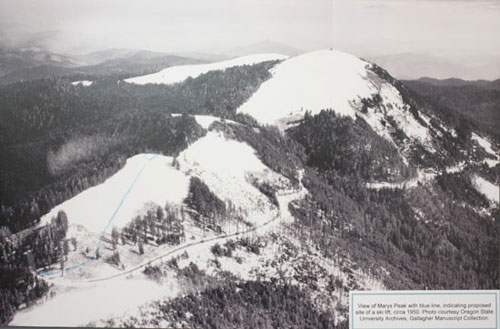 View of Marys Peak with blue line, indicating proposed
site of a ski lift, circa 1950. Photo courtesy Oregon State
University Archives, Gallagher Manuscript Collection.